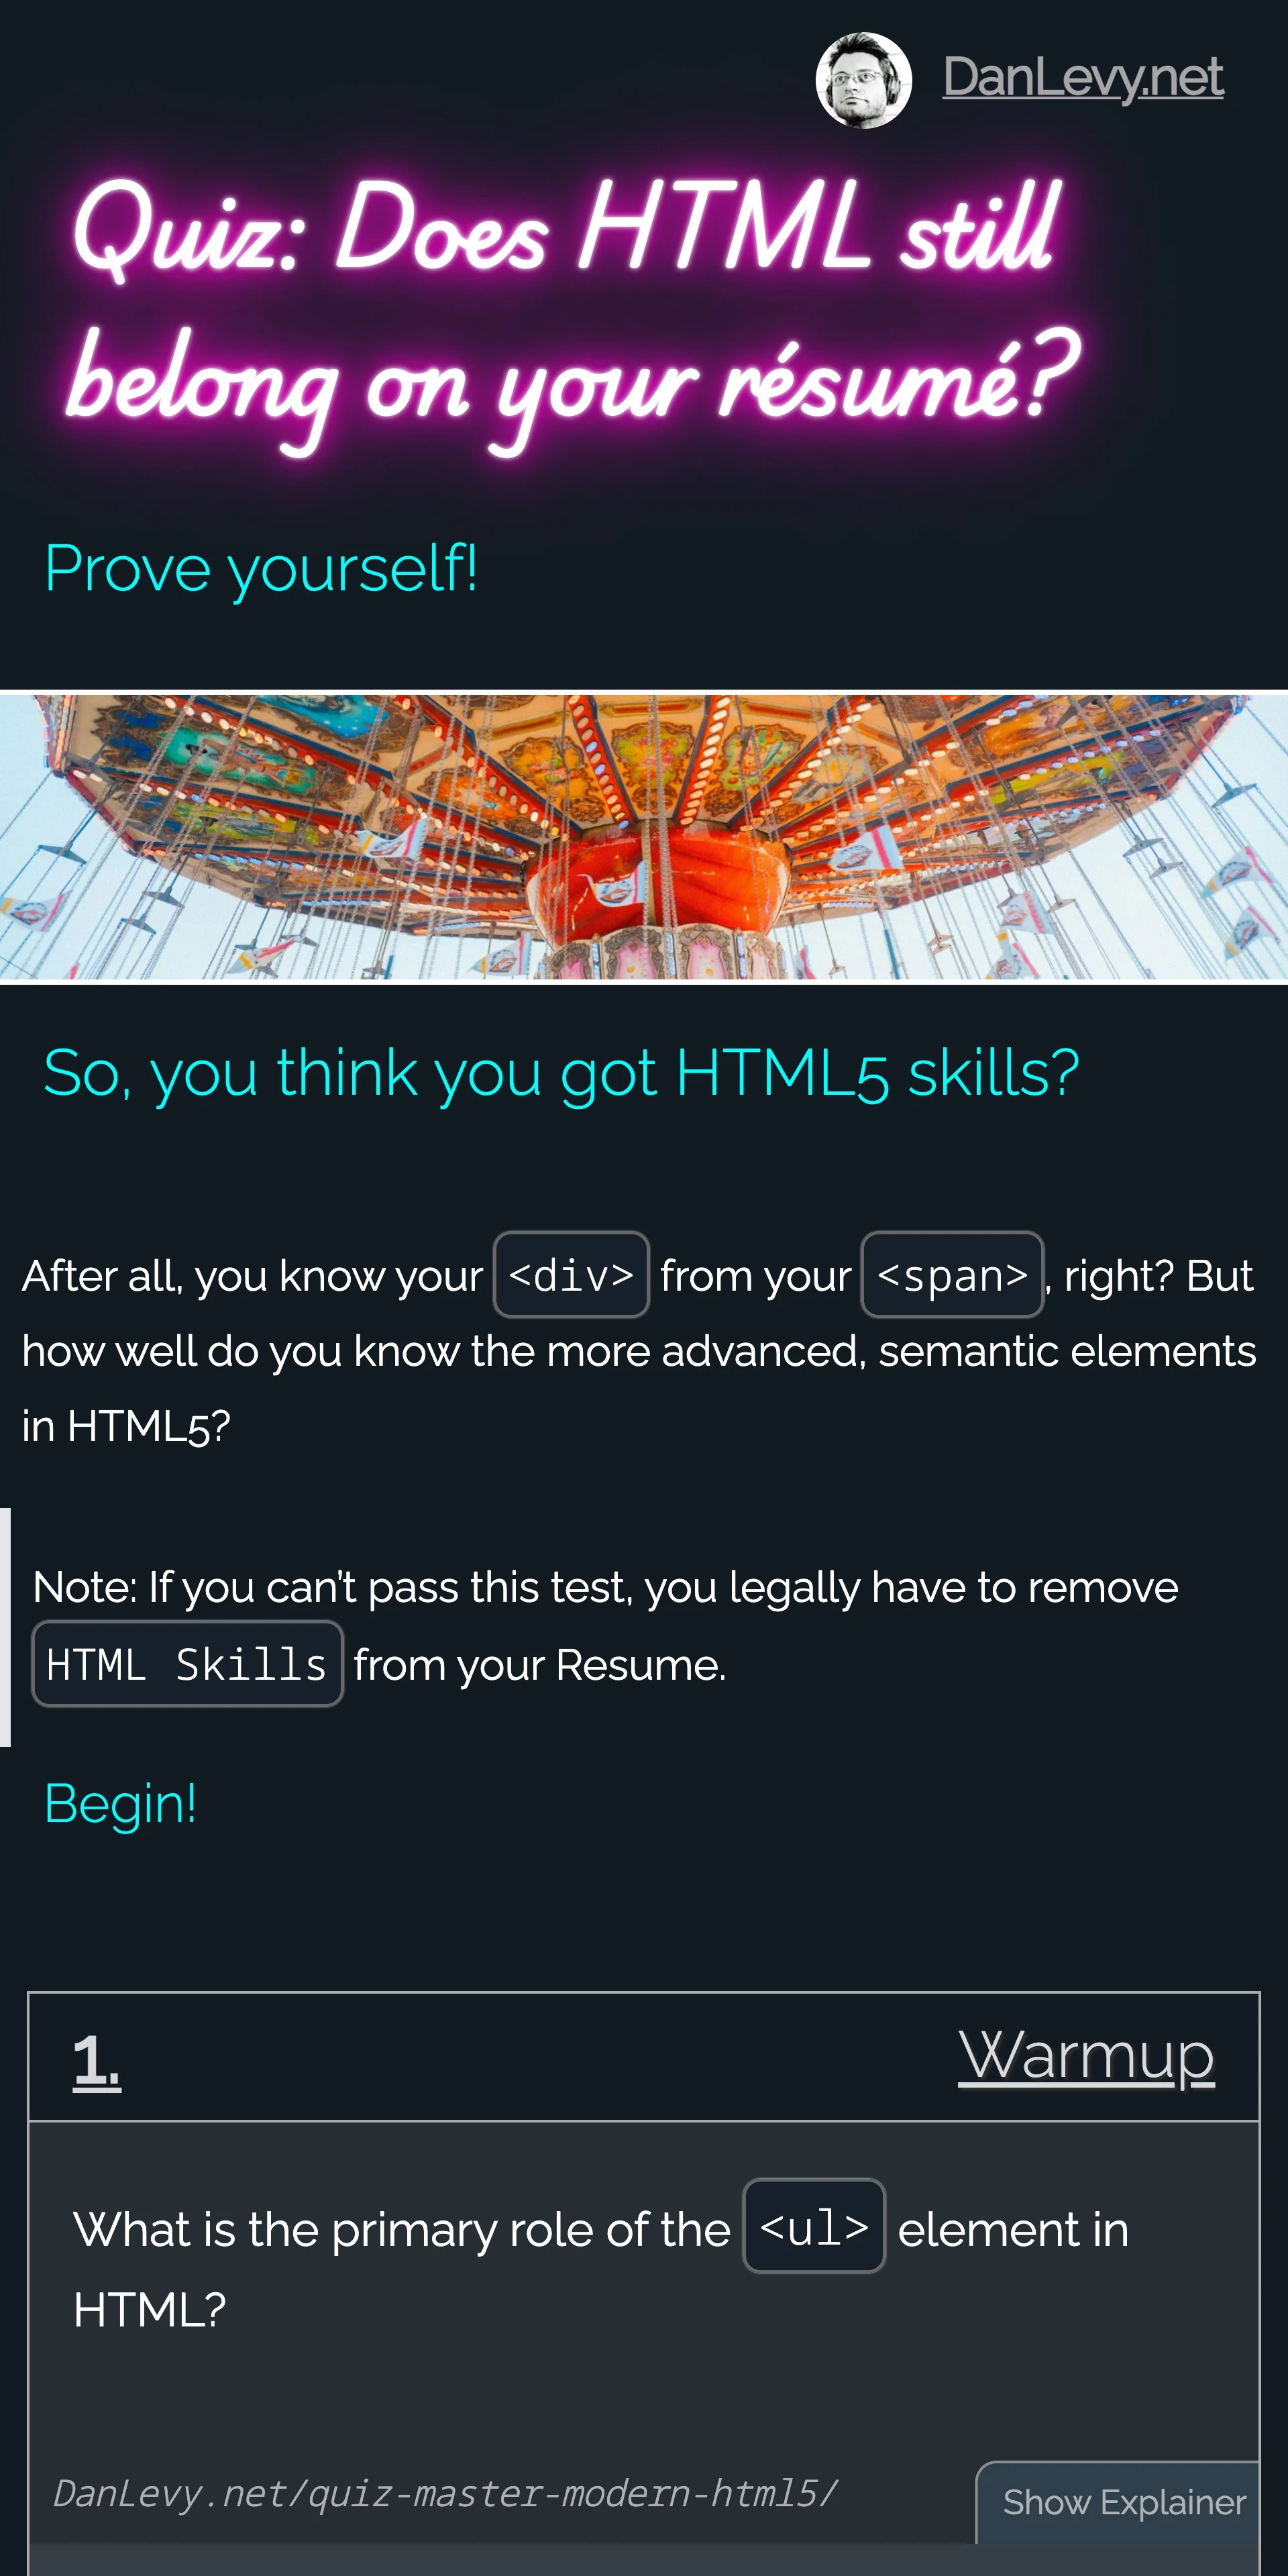 DanLevy.net
Quiz: Does HTML still
belong on your résumé?
Prove yourself!
So, you think you got HTML5 skills?
After all, you know your <div> from your <span>, right? But
how well do you know the more advanced, semantic elements
in HTML5?
Note: If you can’t pass this test, you legally have to remove
HTML Skills from your Resume.
Begin!
1.
Warmup
What is the primary role of the <ul> element in
HTML?
DanLevy.net/quiz-master-modern-html5/
Show Explainer